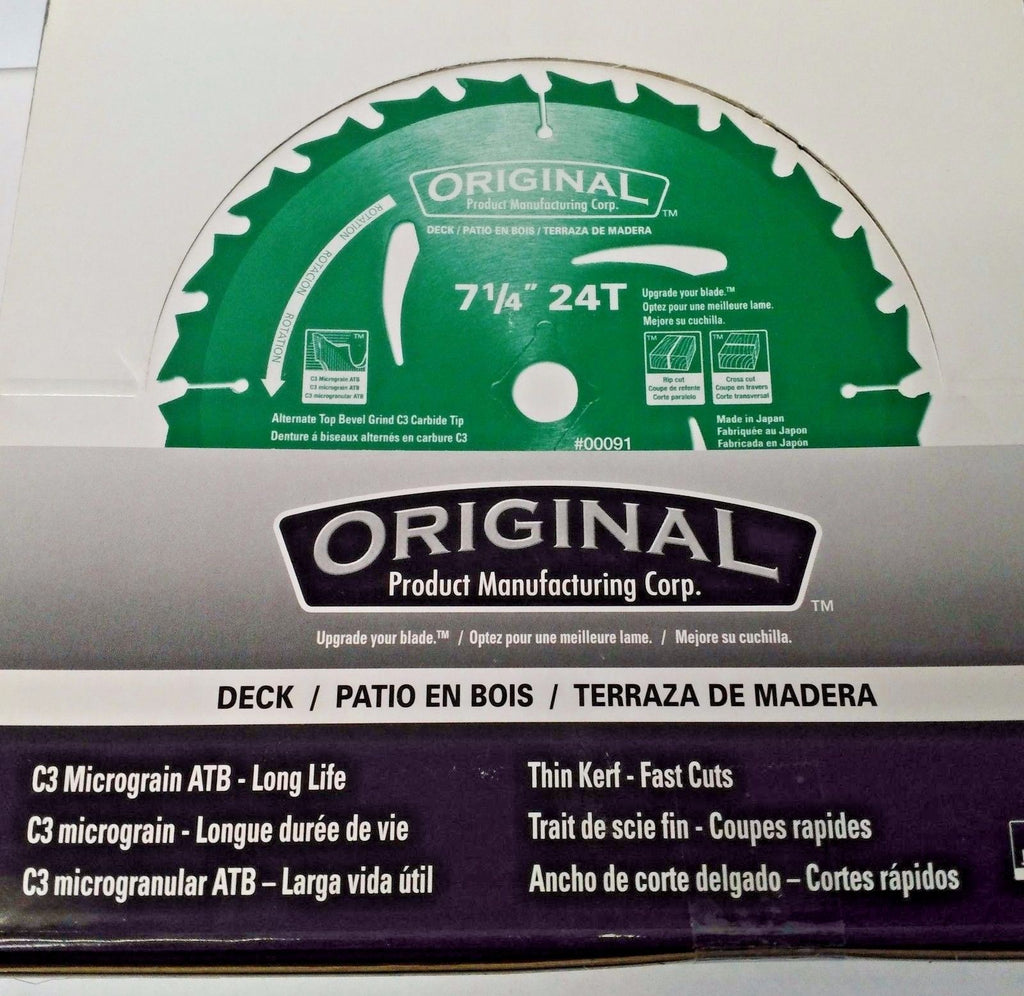 ORIGINAL
Product Manufacturing Corp.
TM
DECK / PATIO EN BOIS / TERRAZA DE MADERA
ROTATION
ROTACIÓN
ROTATION
7 1/4" 24T
Upgrade your blade.™
Optez pour une meilleure lame.
Mejore su cuchilla.
TM
C3 Micrograin ATB
C3 micrograin ATB
C3 microgranular ATB
TM
Rip cut
Coupe de refente
Corte paralelo
TM
Cross cut
Coupe en travers
Corte transversal
Alternate Top Bevel Grind C3 Carbide Tip
Denture á biseaux alternés en carbure C3
#00091
Made in Japan
Fabriquée au Japon
Fabricada en Japón
ORIGINAL
Product Manufacturing Corp.
TM
Upgrade your blade.™ / Optez pour une meilleure lame. / Mejore su cuchilla.
DECK / PATIO EN BOIS / TERRAZA DE MADERA
C3 Micrograin ATB - Long Life
C3 micrograin - Longue durée de vie
C3 microgranular ATB – Larga vida útil
Thin Kerf - Fast Cuts
Trait de scie fin - Coupes rapides
Ancho de corte delgado – Cortes rápidos